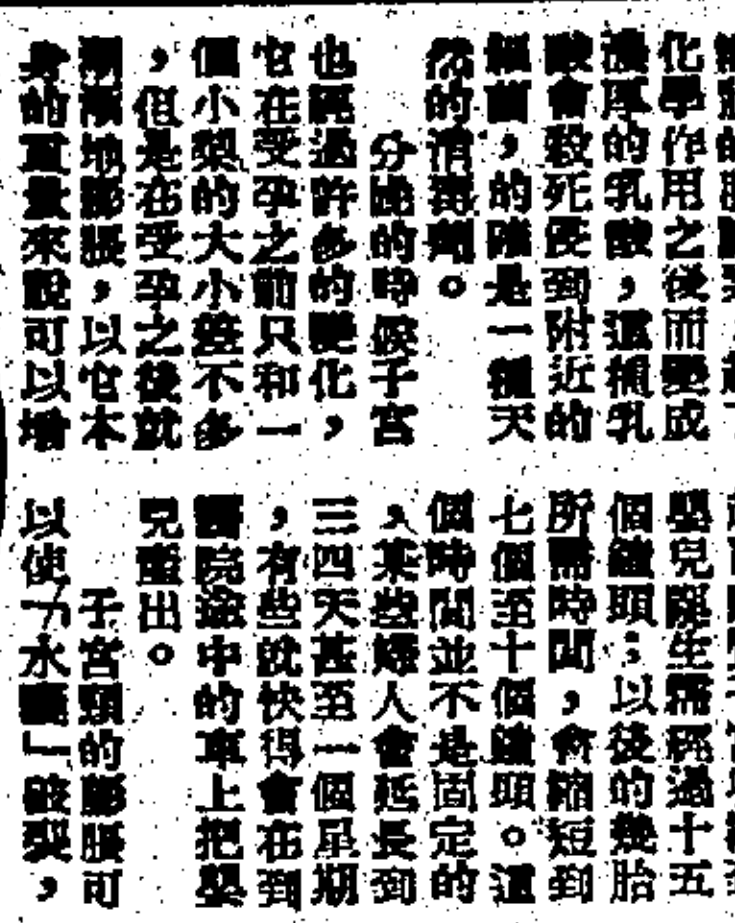 化學作用之後而變成
濃厚的乳酸,這種乳
酸會殺死侵到附近的
細菌,的確是一種天
然的消毒劑。
分娩的時候子宮
也經過許多的變化,
它在受孕之前只和一
個小梨的大小差不多
,但是在受孕之後就
漸漸地膨脹,以它本
身的重量來說可以增
嬰兒誕生需經過十五
個鐘頭;以後的幾胎
所需時間,會縮短到
七個至十個鐘頭。這
個時間並不是固定的
,某些婦人會延長到
三四天甚至一個星期
,有些就快得會在到
醫院途中的車上把嬰
兒產出。
子宮頸的膨脹可
以使「水囊」破裂,